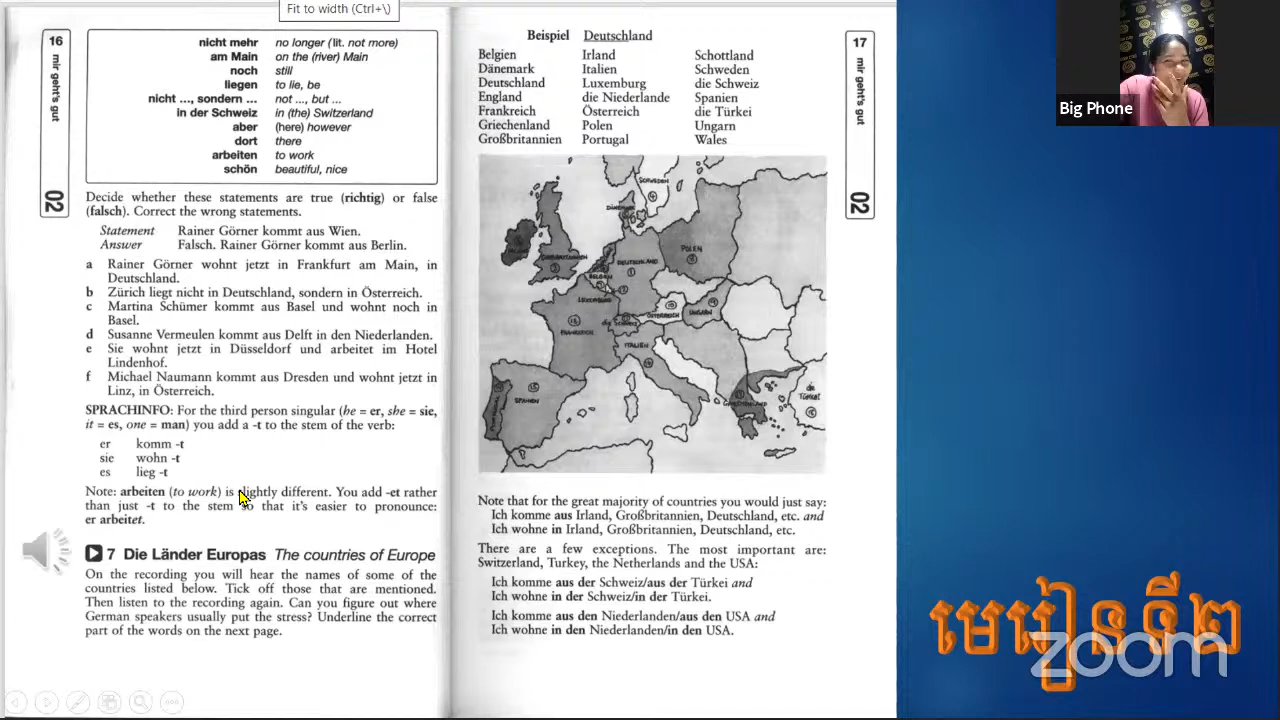 Fit to width (Ctrl+\)
16 mir geht's gut 02
nicht mehr no longer (lit. not more)
am Main on the (river) Main
noch still
liegen to lie, be
nicht ..., sondern ... not ..., but ...
in der Schweiz in (the) Switzerland
aber (here) however
dort there
arbeiten to work
schön beautiful, nice
Decide whether these statements are true (richtig) or false
(falsch). Correct the wrong statements.
Statement Rainer Görner kommt aus Wien.
Answer Falsch. Rainer Görner kommt aus Berlin.
a Rainer Görner wohnt jetzt in Frankfurt am Main, in
Deutschland.
b Zürich liegt nicht in Deutschland, sondern in Österreich.
c Martina Schümer kommt aus Basel und wohnt noch in
Basel.
d Susanne Vermeulen kommt aus Delft in den Niederlanden.
e Sie wohnt jetzt in Düsseldorf und arbeitet im Hotel
Lindenhof.
f Michael Naumann kommt aus Dresden und wohnt jetzt in
Linz, in Österreich.
SPRACHINFO: For the third person singular (he = er, she = sie,
it = es, one = man) you add a -t to the stem of the verb:
er komm -t
sie wohn -t
es lieg -t
Note: arbeiten (to work) is slightly different. You add -et rather
than just -t to the stem so that it's easier to pronounce:
er arbeitet.
7 Die Länder Europas The countries of Europe
On the recording you will hear the names of some of the
countries listed below. Tick off those that are mentioned.
Then listen to the recording again. Can you figure out where
German speakers usually put the stress? Underline the correct
part of the words on the next page.
Beispiel Deutschland
Belgien Irland Schottland
Dänemark Italien Schweden
Deutschland Luxemburg die Schweiz
England die Niederlande Spanien
Frankreich Österreich die Türkei
Griechenland Polen Ungarn
Großbritannien Portugal Wales
17 mir geht's gut 02
SCHWEDEN
DÄNEMARK
GROßBRITANNIEN
DEUTSCHLAND
POLEN
BELGIEN
LUXEMBURG
FRANKREICH
die Schweiz
ÖSTERREICH
UNGARN
ITALIEN
SPANIEN
PORTUGAL
GRIECHENLAND
die
TÜRKEI
Note that for the great majority of countries you would just say:
Ich komme aus Irland, Großbritannien, Deutschland, etc. and
Ich wohne in Irland, Großbritannien, Deutschland, etc.
There are a few exceptions. The most important are:
Switzerland, Turkey, the Netherlands and the USA:
Ich komme aus der Schweiz/aus der Türkei and
Ich wohne in der Schweiz/in der Türkei.
Ich komme aus den Niederlanden/aus den USA and
Ich wohne in den Niederlanden/in den USA.
Big Phone
មេរៀនទី២
zoom